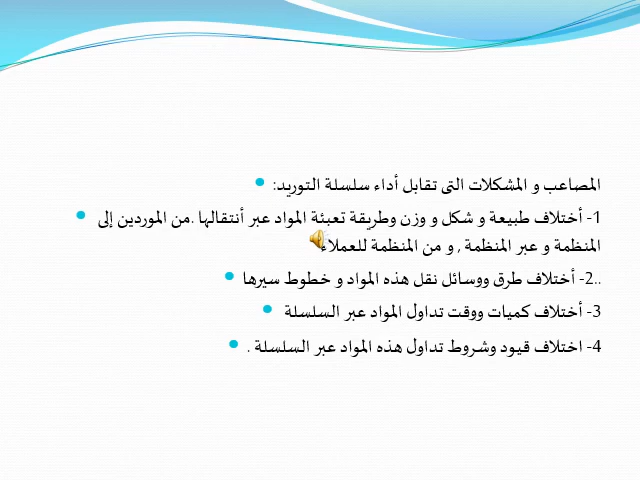 المصاعب و المشكلات التى تقابل أداء سلسلة التوريد:
1- أختلاف طبيعة و شكل و وزن وطريقة تعبئة المواد عبر أنتقالها .من الموردين إلى
المنظمة و عبر المنظمة , و من المنظمة للعملاء
..2- أختلاف طرق ووسائل نقل هذه المواد و خطوط سيرها
3- أختلاف كميات ووقت تداول المواد عبر السلسلة
4- اختلاف قيود وشروط تداول هذه المواد عبر السلسلة .